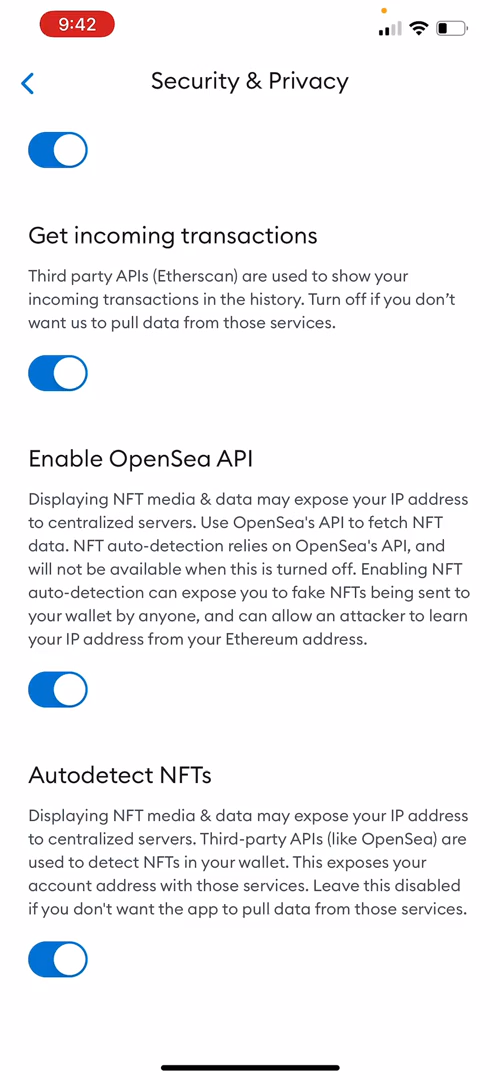 9:42
Security & Privacy
Get incoming transactions
Third party APIs (Etherscan) are used to show your
incoming transactions in the history. Turn off if you don’t
want us to pull data from those services.
Enable OpenSea API
Displaying NFT media & data may expose your IP address
to centralized servers. Use OpenSea's API to fetch NFT
data. NFT auto-detection relies on OpenSea's API, and
will not be available when this is turned off. Enabling NFT
auto-detection can expose you to fake NFTs being sent to
your wallet by anyone, and can allow an attacker to learn
your IP address from your Ethereum address.
Autodetect NFTs
Displaying NFT media & data may expose your IP address
to centralized servers. Third-party APIs (like OpenSea) are
used to detect NFTs in your wallet. This exposes your
account address with those services. Leave this disabled
if you don't want the app to pull data from those services.